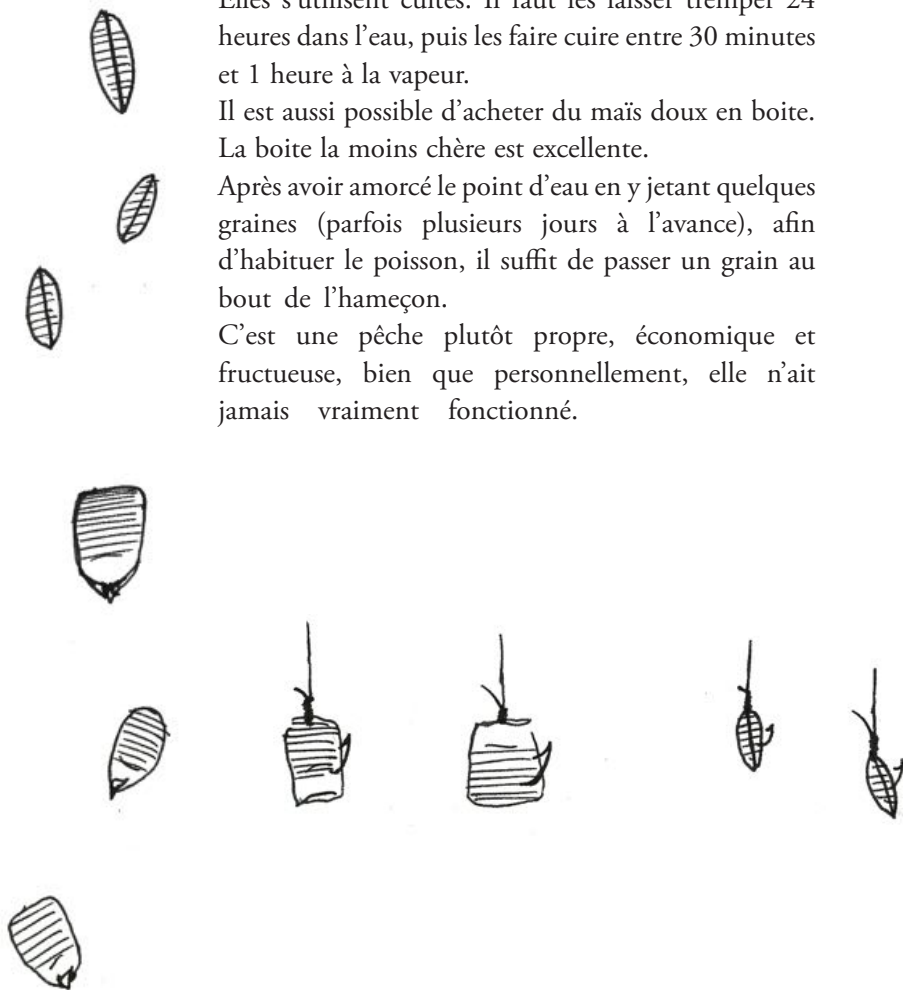 Elles s'utilisent cuites. Il faut les laisser tremper 24
heures dans l'eau, puis les faire cuire entre 30 minutes
et 1 heure à la vapeur.
Il est aussi possible d'acheter du maïs doux en boite.
La boite la moins chère est excellente.
Après avoir amorcé le point d'eau en y jetant quelques
graines (parfois plusieurs jours à l'avance), afin
d'habituer le poisson, il suffit de passer un grain au
bout de l'hameçon.
C'est une pêche plutôt propre, économique et
fructueuse, bien que personnellement, elle n'ait
jamais vraiment fonctionné.